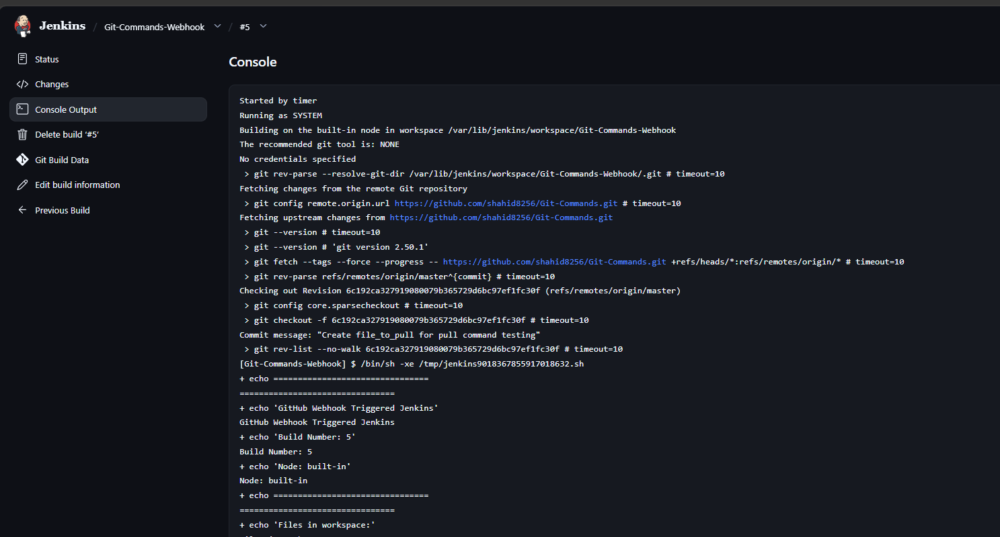 Jenkins / Git-Commands-Webhook / #5
Status
Changes
Console Output
Delete build ‘#5’
Git Build Data
Edit build information
Previous Build
Console
Started by timer
Running as SYSTEM
Building on the built-in node in workspace /var/lib/jenkins/workspace/Git-Commands-Webhook
The recommended git tool is: NONE
No credentials specified
 > git rev-parse --resolve-git-dir /var/lib/jenkins/workspace/Git-Commands-Webhook/.git # timeout=10
Fetching changes from the remote Git repository
 > git config remote.origin.url https://github.com/shahid8256/Git-Commands.git # timeout=10
Fetching upstream changes from https://github.com/shahid8256/Git-Commands.git
 > git --version # timeout=10
 > git --version # 'git version 2.50.1'
 > git fetch --tags --force --progress -- https://github.com/shahid8256/Git-Commands.git +refs/heads/*:refs/remotes/origin/* # timeout=10
 > git rev-parse refs/remotes/origin/master^{commit} # timeout=10
Checking out Revision 6c192ca327919080079b365729d6bc97ef1fc30f (refs/remotes/origin/master)
 > git config core.sparsecheckout # timeout=10
 > git checkout -f 6c192ca327919080079b365729d6bc97ef1fc30f # timeout=10
Commit message: "Create file_to_pull for pull command testing"
 > git rev-list --no-walk 6c192ca327919080079b365729d6bc97ef1fc30f # timeout=10
[Git-Commands-Webhook] $ /bin/sh -xe /tmp/jenkins9018367855917018632.sh
+ echo ================================
================================
+ echo 'GitHub Webhook Triggered Jenkins'
GitHub Webhook Triggered Jenkins
+ echo 'Build Number: 5'
Build Number: 5
+ echo 'Node: built-in'
Node: built-in
+ echo ================================
================================
+ echo 'Files in workspace:'